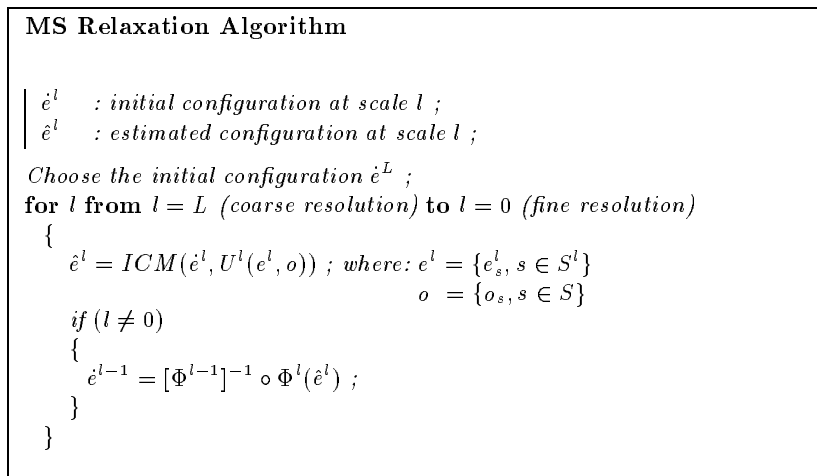 MS Relaxation Algorithm
ė^l : initial configuration at scale l ;
ê^l : estimated configuration at scale l ;
Choose the initial configuration ė^L ;
for l from l = L (coarse resolution) to l = 0 (fine resolution)
{
ê^l = ICM(ė^l, U^l(e^l, o)) ; where: e^l = {e_s^l, s ∈ S^l}
o = {o_s, s ∈ S}
if (l ≠ 0)
{
ė^{l−1} = [Φ^{l−1}]^{−1} ∘ Φ^l(ê^l) ;
}
}